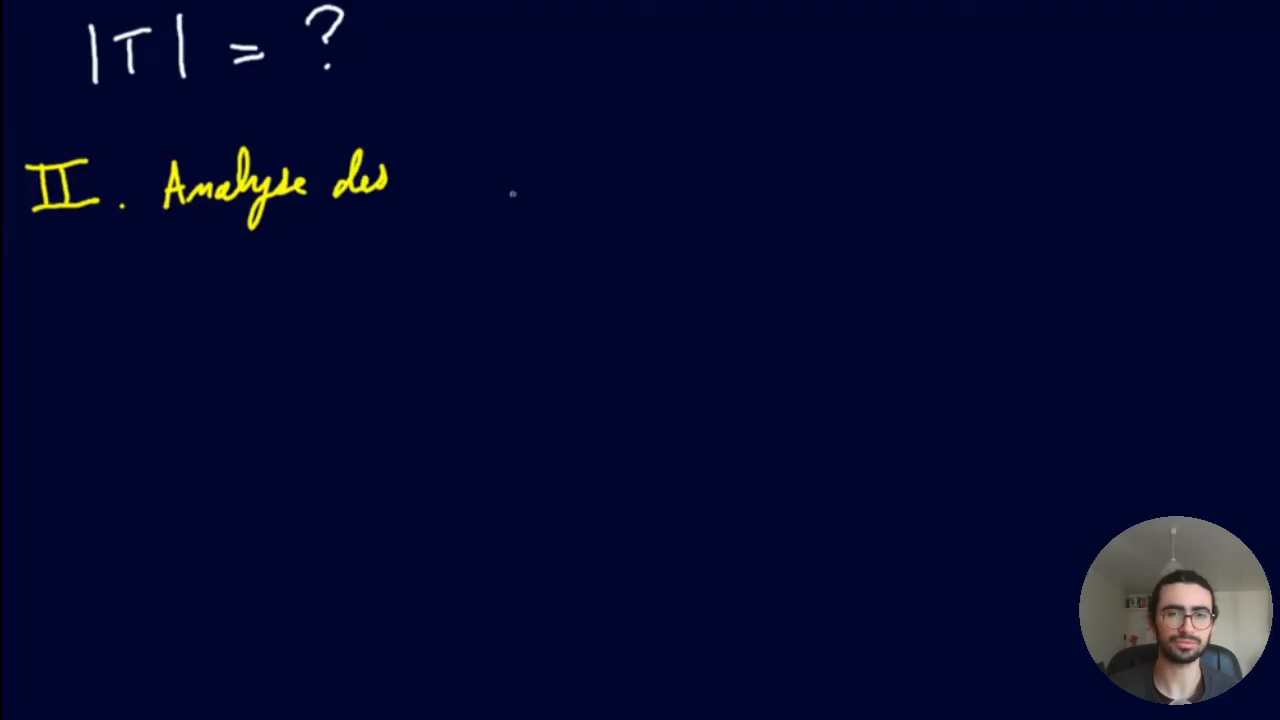 |T| = ?
II. Analyse des